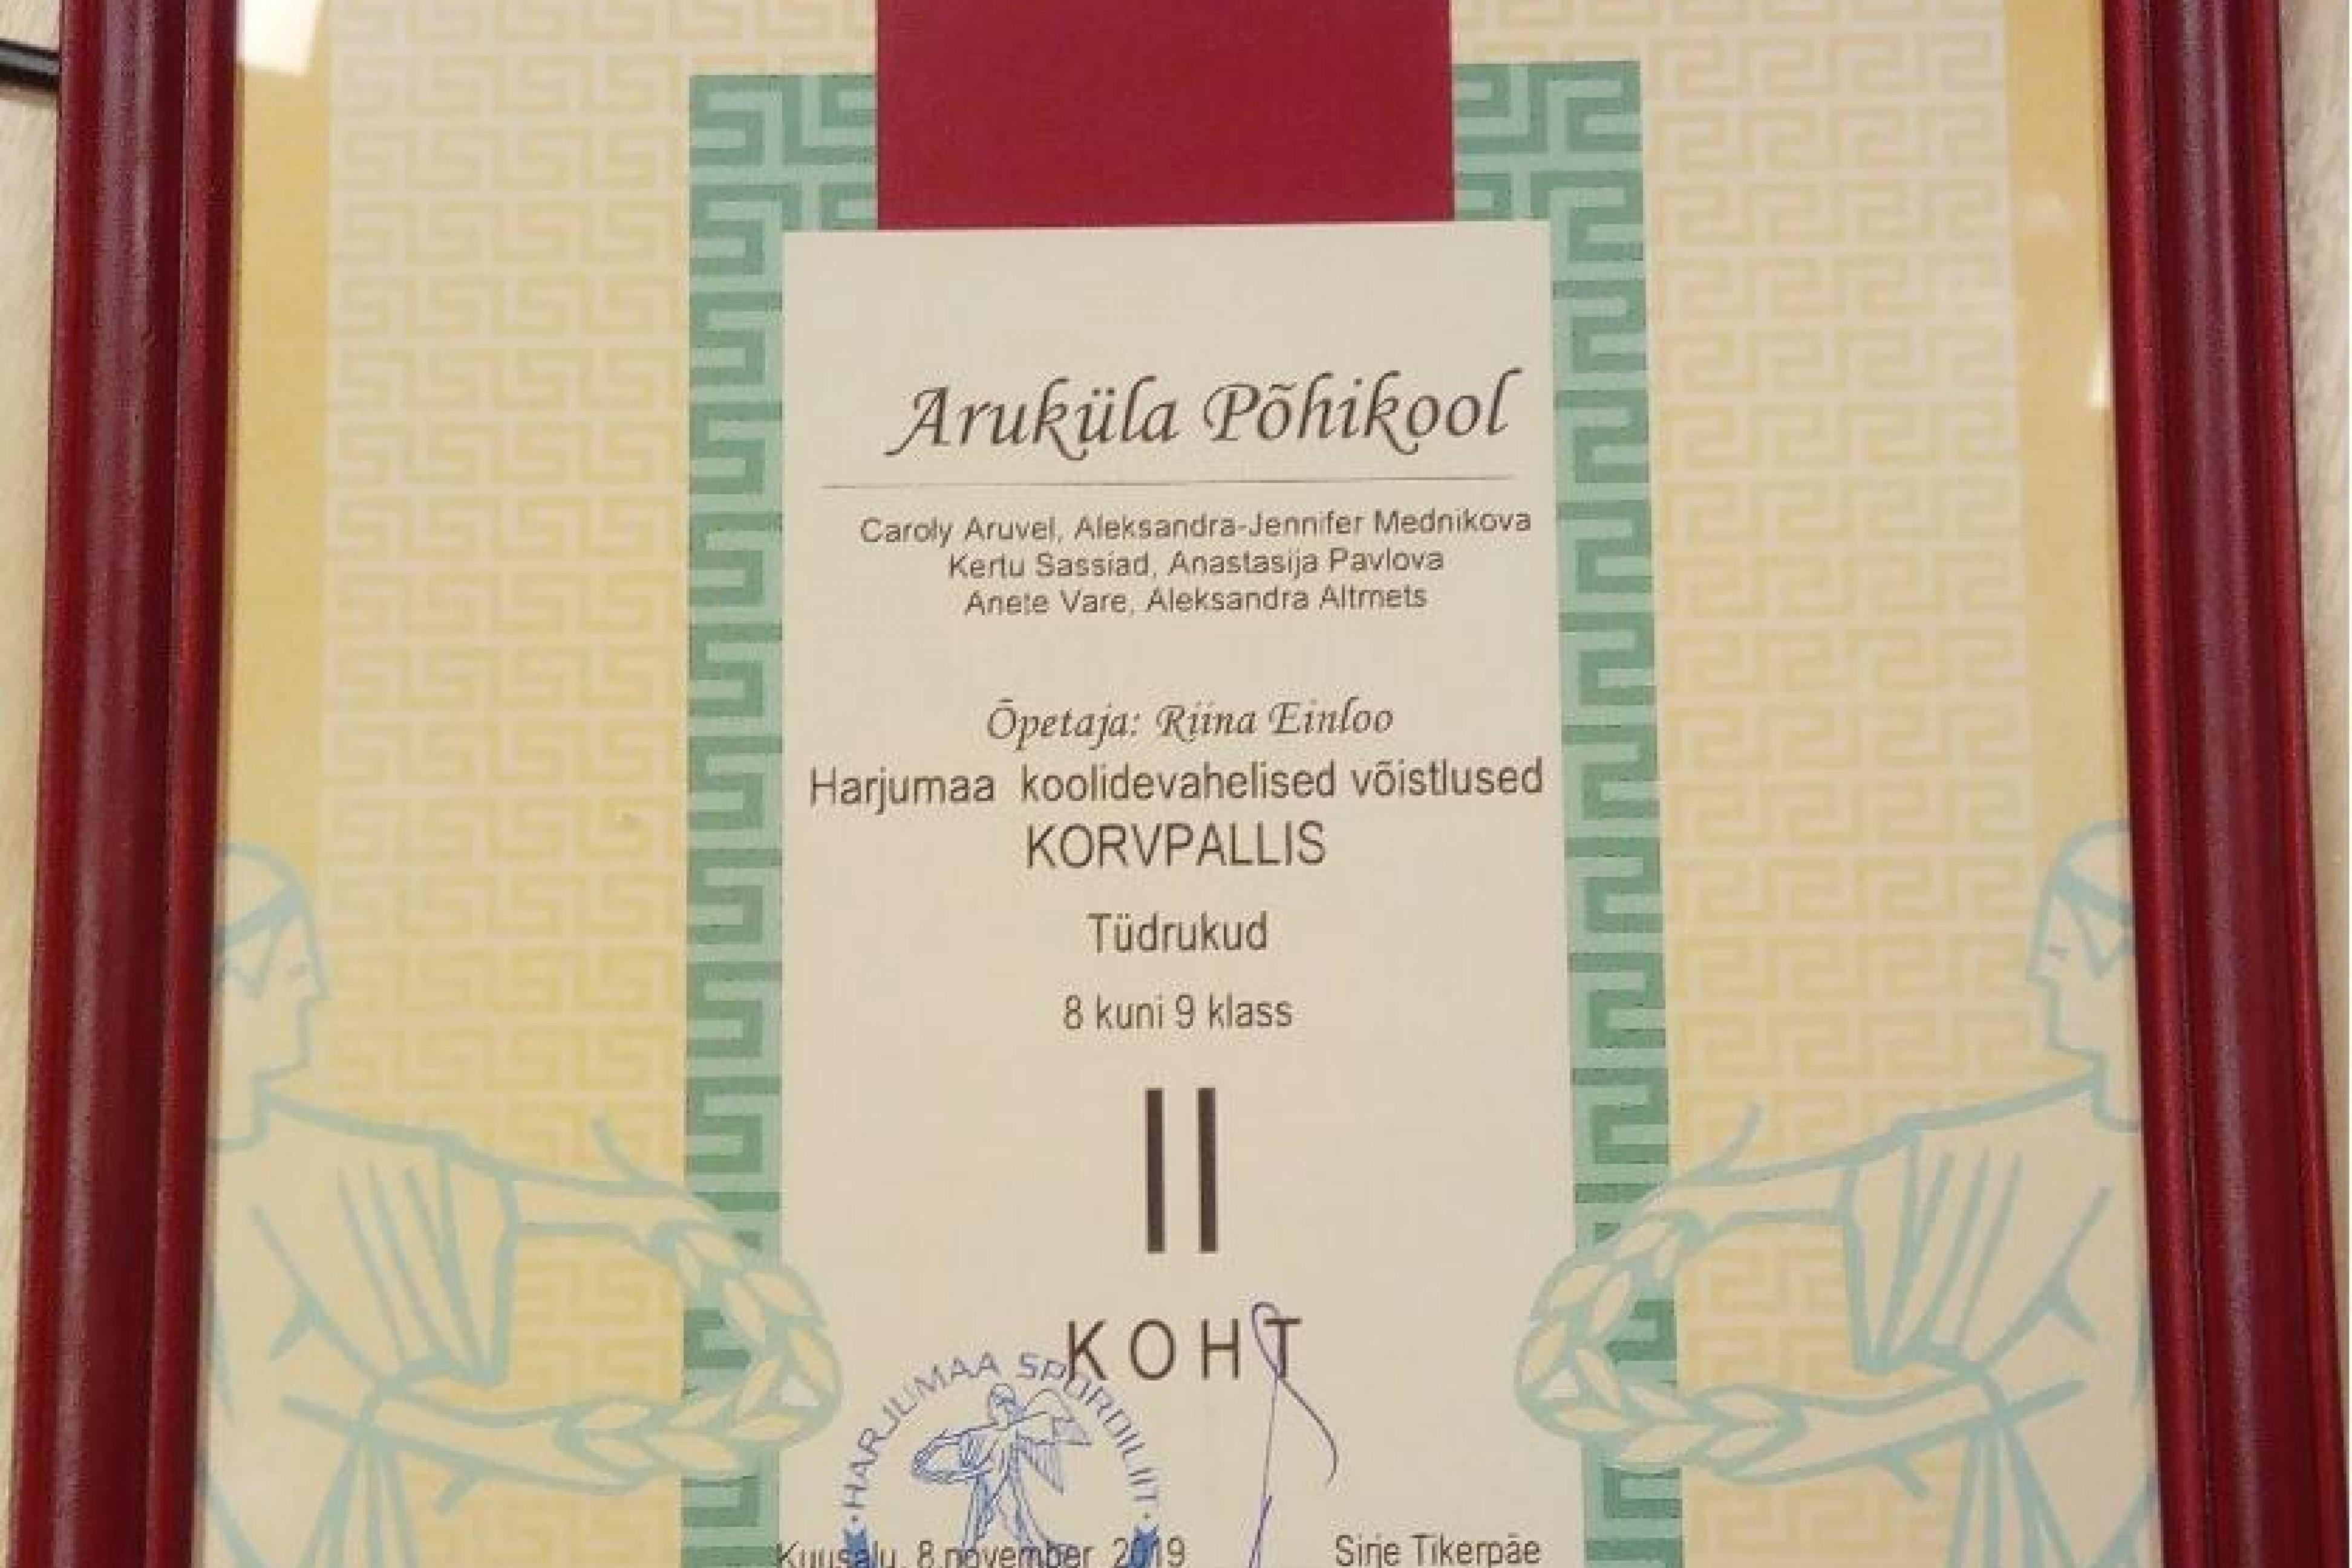 Aruküla Põhikool
Caroly Aruvel, Aleksandra-Jennifer Mednikova
Kertu Sassiad, Anastasija Pavlova
Anete Vare, Aleksandra Altmets
Õpetaja: Riina Einloo
Harjumaa koolidevahelised võistlused
KORVPALLIS
Tüdrukud
8 kuni 9 klass
II
KOHT
HARJUMAA SPORDILIIT
Kuusalu, 8.november 2019
Sirje Tikerpäe